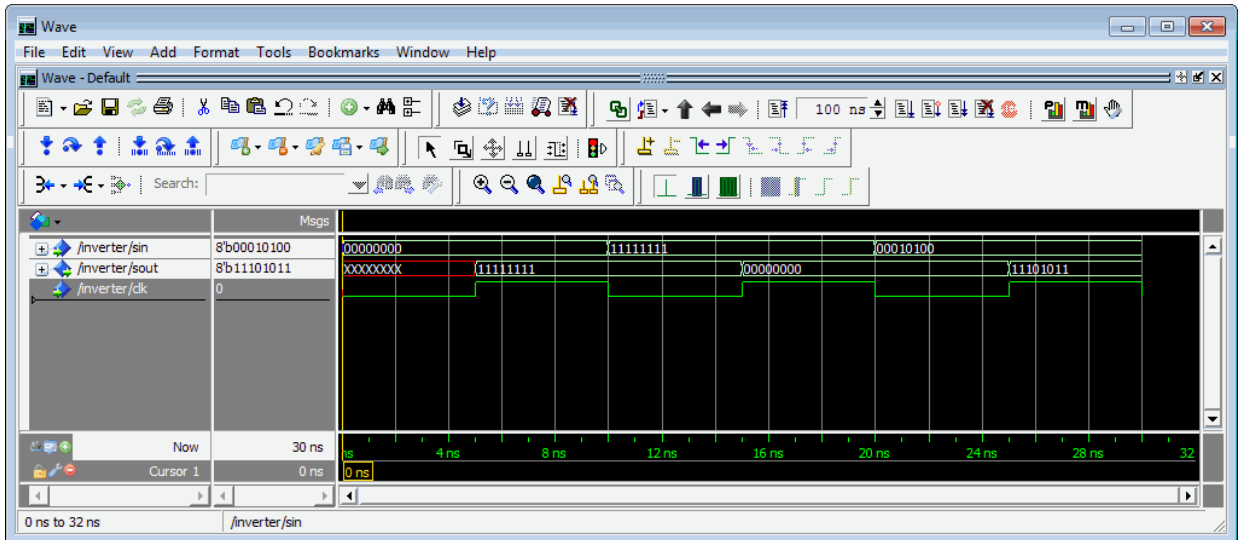 Wave
File Edit View Add Format Tools Bookmarks Window Help
Wave - Default
100 ns
Search:
Msgs
/inverter/sin 8'b00010100 00000000 11111111 00010100
/inverter/sout 8'b11101011 XXXXXXXX 11111111 00000000 11101011
/inverter/clk 0
Now 30 ns ns 4 ns 8 ns 12 ns 16 ns 20 ns 24 ns 28 ns 32
Cursor 1 0 ns 0 ns
0 ns to 32 ns /inverter/sin